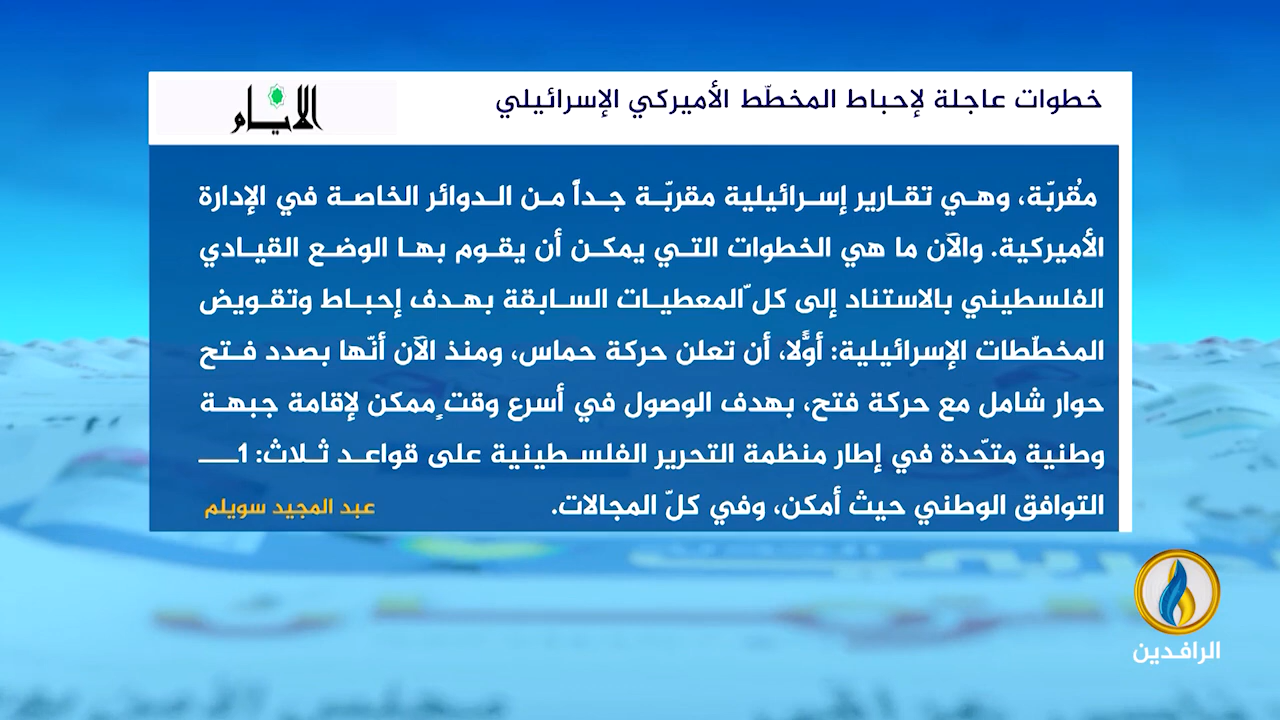 خطوات عاجلة لإحباط المخطّط الأميركي الإسرائيلي
الايام
مقُربّة، وهي تقارير إسرائيلية مقربّة جداً من الدوائر الخاصة في الإدارة
الأميركية. والآن ما هي الخطوات التي يمكن أن يقوم بها الوضع القيادي
الفلسطيني بالاستناد إلى كل ّالمعطيات السابقة بهدف إحباط وتقويض
المخطّطات الإسرائيلية: أوًّلا، أن تعلن حركة حماس، ومنذ الآن أنّها بصدد فتح
حوار شامل مع حركة فتح، بهدف الوصول في أسرع وقت ٍممكن لإقامة جبهة
وطنية متّحدة في إطار منظمة التحرير الفلسطينية على قواعد ثلاث: 1ــ
التوافق الوطني حيث أمكن، وفي كلّ المجالات.
عبد المجيد سويلم
الرافدين